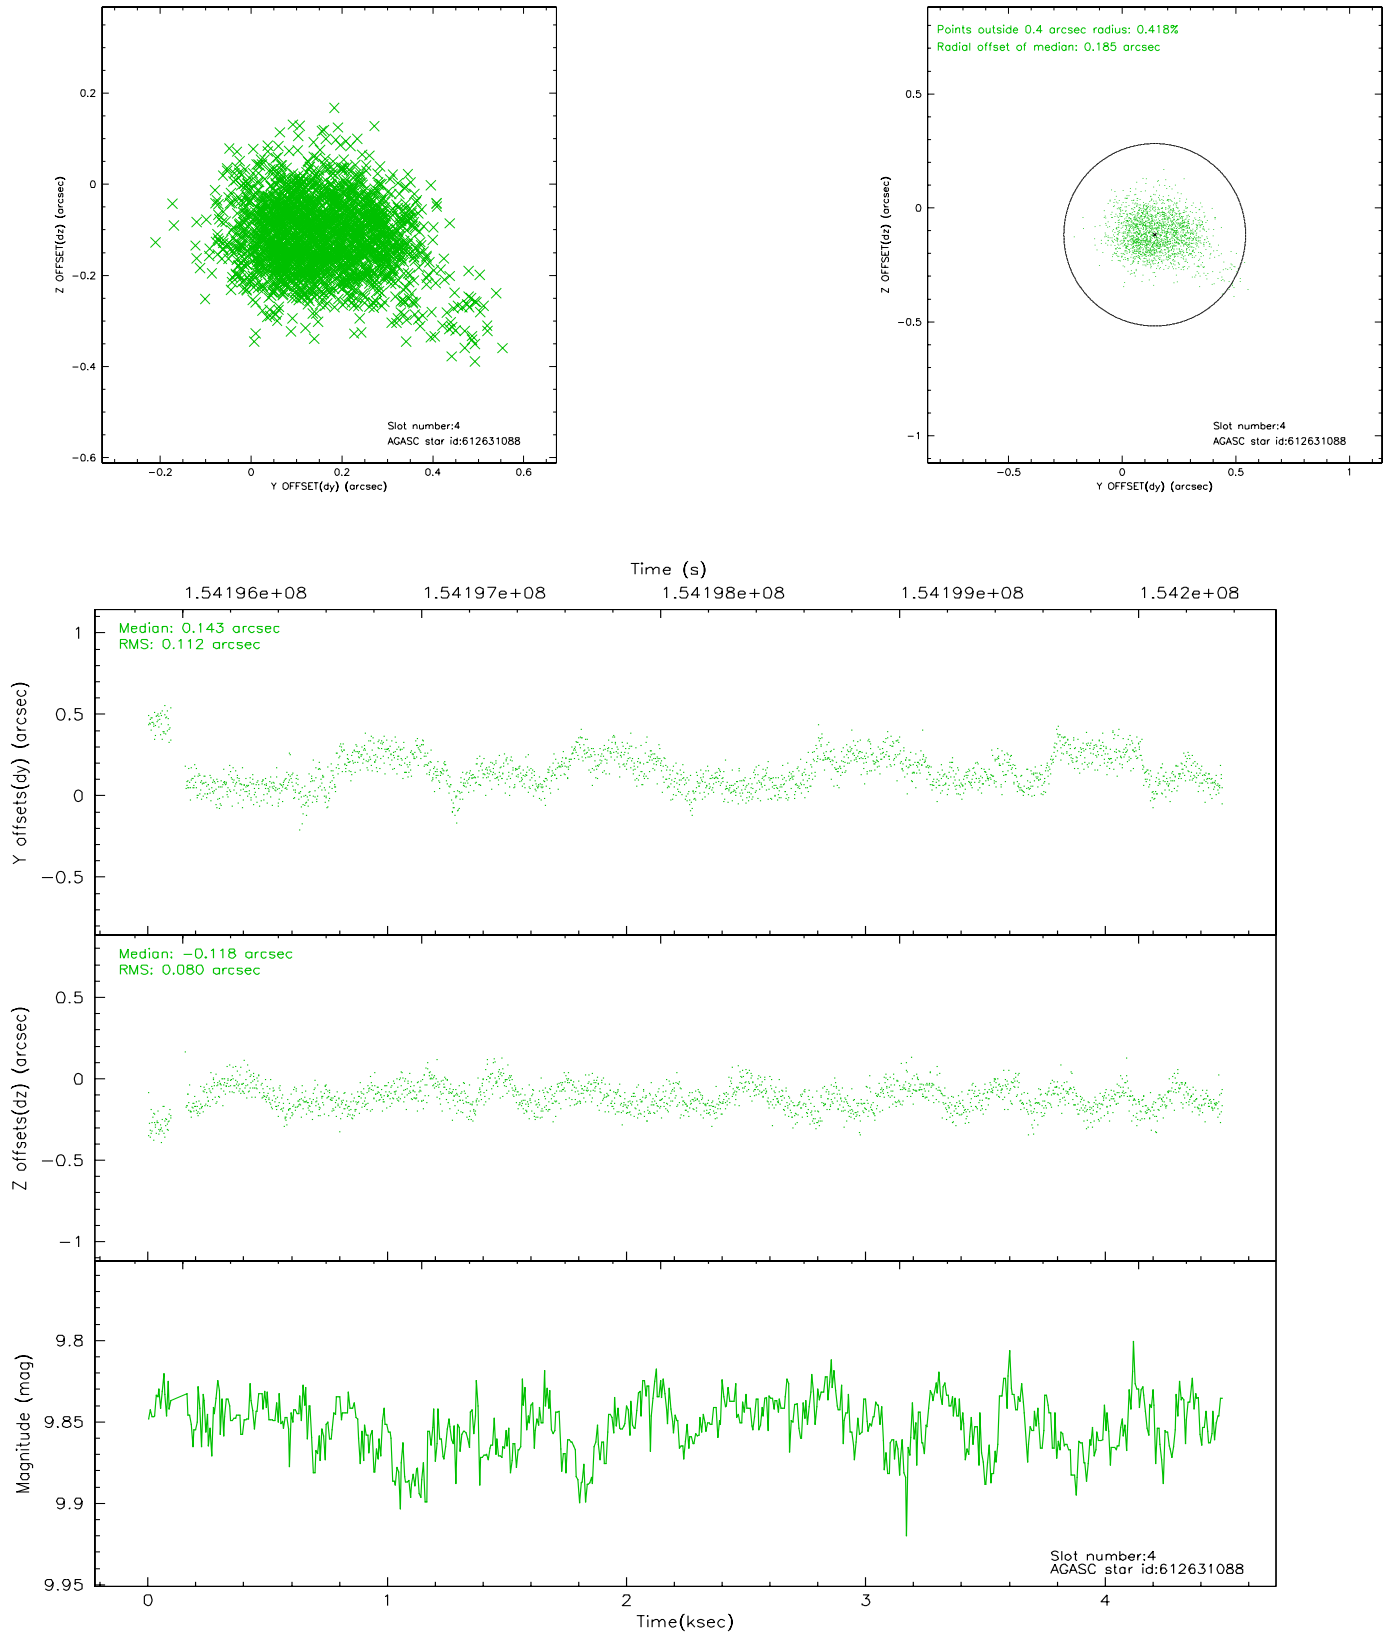 0.2
0
−0.2
−0.4
−0.6
Z OFFSET(dz) (arcsec)
Slot number:4
AGASC star id:612631088
−0.2 0 0.2 0.4 0.6
Y OFFSET(dy) (arcsec)
Points outside 0.4 arcsec radius: 0.418%
Radial offset of median: 0.185 arcsec
0.5
0
−0.5
−1
Z OFFSET(dz) (arcsec)
Slot number:4
AGASC star id:612631088
−0.5 0 0.5 1
Y OFFSET(dy) (arcsec)
Time (s)
1.54196e+08 1.54197e+08 1.54198e+08 1.54199e+08 1.542e+08
Median: 0.143 arcsec
RMS: 0.112 arcsec
1
0.5
0
−0.5
Y offsets(dy) (arcsec)
Median: −0.118 arcsec
RMS: 0.080 arcsec
0.5
0
−0.5
−1
Z offsets(dz) (arcsec)
9.8
9.85
9.9
9.95
Magnitude (mag)
Slot number:4
AGASC star id:612631088
0 1 2 3 4
Time(ksec)